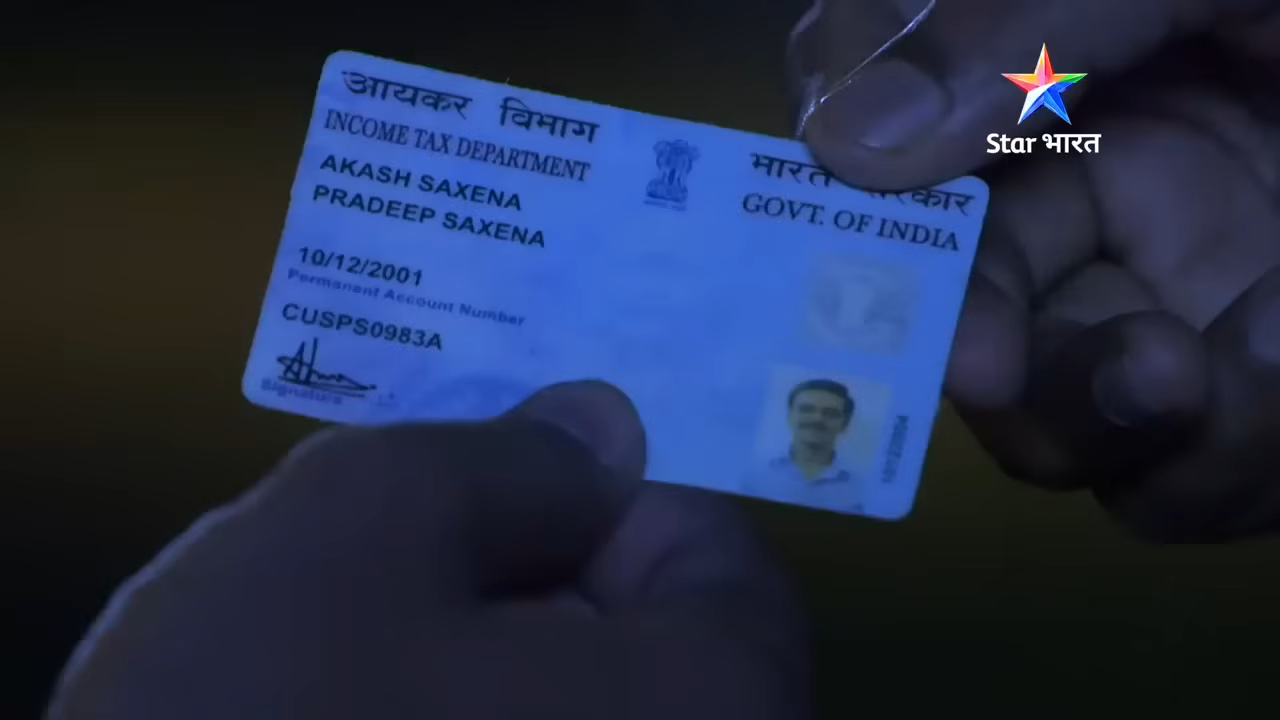 आयकर विभाग
INCOME TAX DEPARTMENT
AKASH SAXENA
PRADEEP SAXENA
10/12/2001
Permanent Account Number
CUSPS0983A
Signature
भारत सरकार
GOVT. OF INDIA
Star भारत